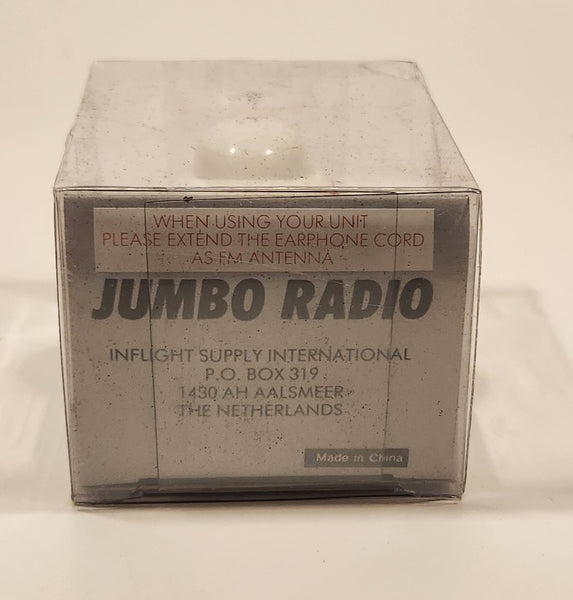 WHEN USING YOUR UNIT
PLEASE EXTEND THE EARPHONE CORD
AS FM ANTENNA
JUMBO RADIO
INFLIGHT SUPPLY INTERNATIONAL
P.O. BOX 319
1430 AH AALSMEER
THE NETHERLANDS
Made in China